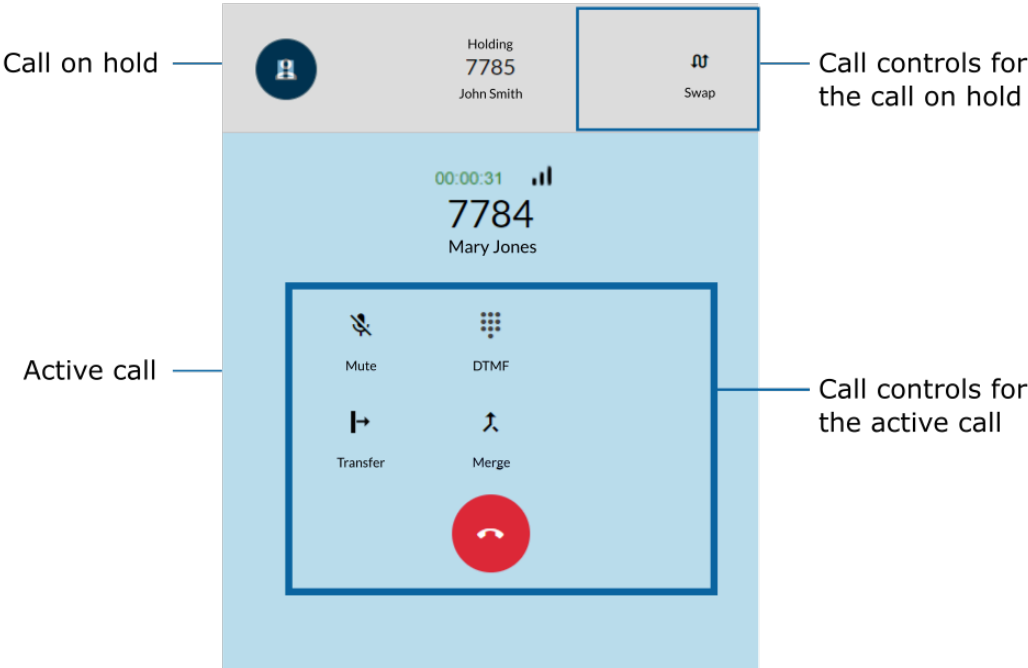 Call on hold
Holding
7785
John Smith
Swap
Call controls for
the call on hold
00:00:31
7784
Mary Jones
Mute
DTMF
Active call
Call controls for
the active call
Transfer
Merge